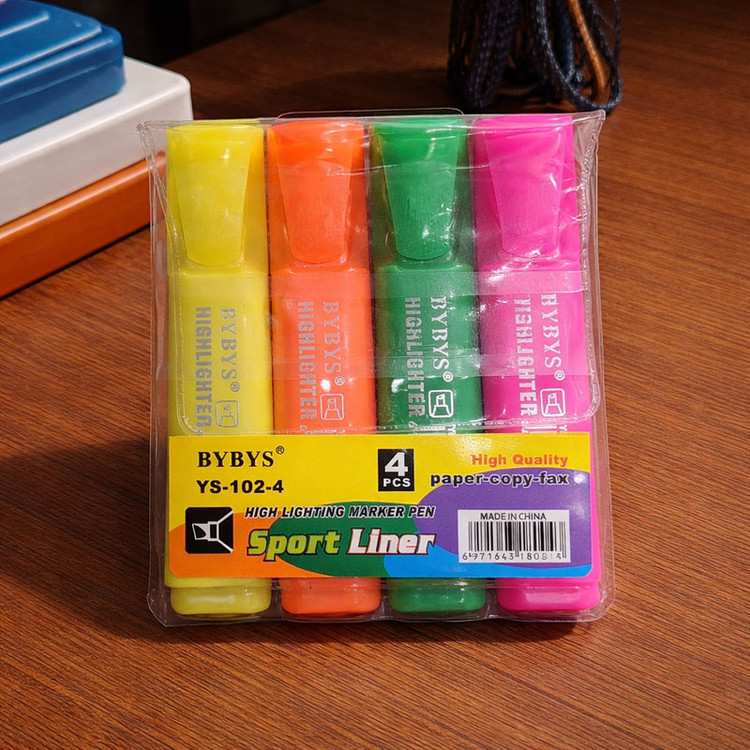 BYBYS®
HIGHLIGHTER
BYBYS®
HIGHLIGHTER
BYBYS®
HIGHLIGHTER
BYBYS®
HIGHLIGHTER
BYBYS®
YS-102-4
4
PCS
High Quality
paper-copy-fax
HIGH LIGHTING MARKER PEN
Sport Liner
MADE IN CHINA